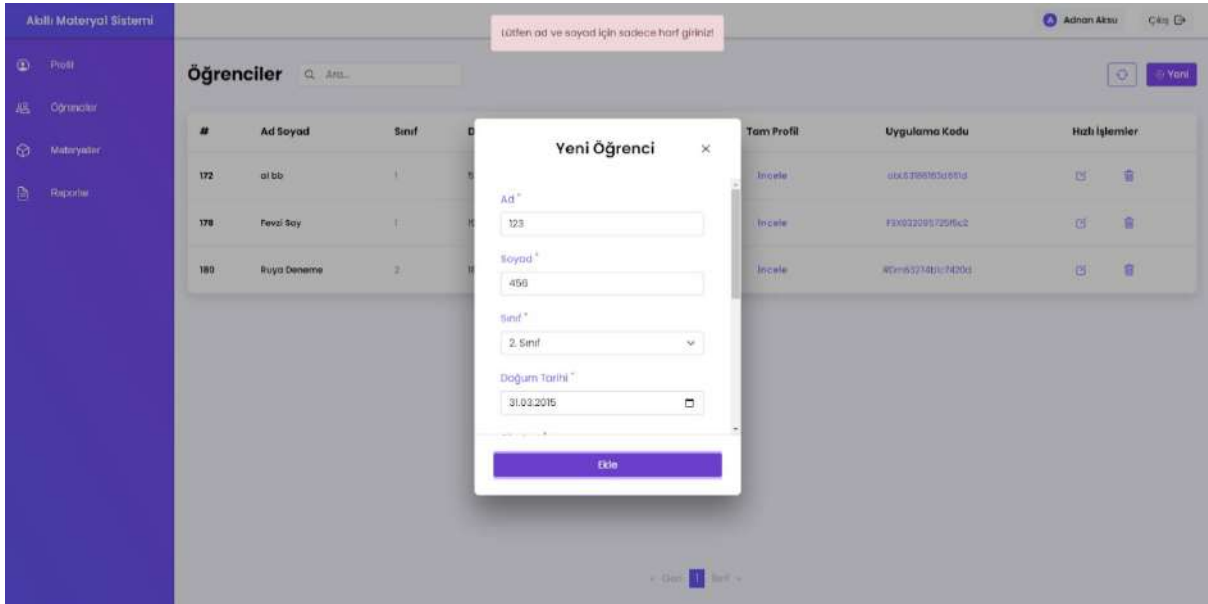 Akıllı Materyal Sistemi
Lütfen ad ve soyad için sadece harf giriniz!
A Adnan Aksu
Çıkış
Profil
Öğrenciler
Materyaller
Raporlar
Öğrenciler
Ara...
Yeni
# Ad Soyad Sınıf Tam Profil Uygulama Kodu Hızlı İşlemler
172 al bb 1 İncele
178 Fevzi Say 1 İncele
180 Ruya Deneme 2 İncele
Yeni Öğrenci ×
Ad *
123
Soyad *
456
Sınıf *
2. Sınıf
Doğum Tarihi *
31.03.2015
Ekle
« Geri 1 İleri »